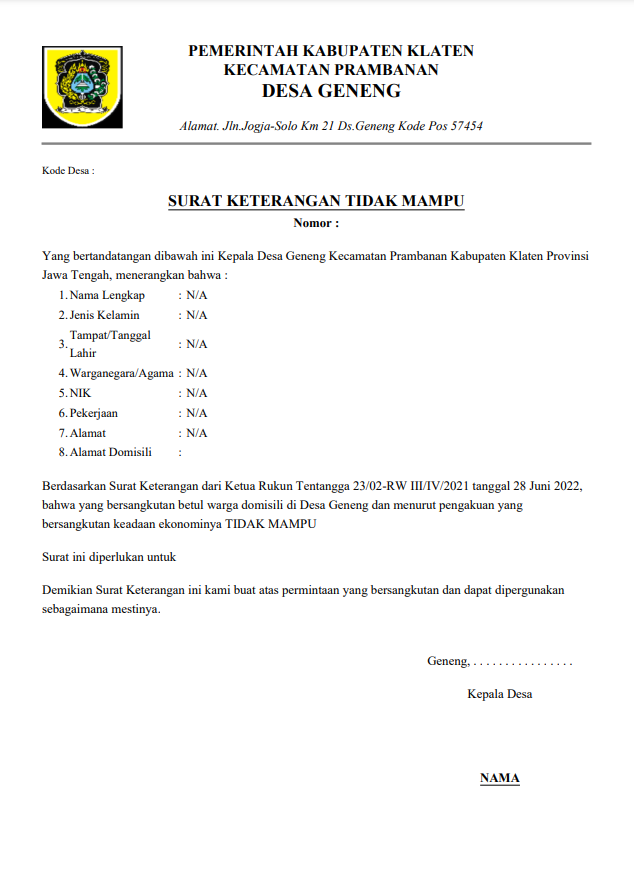 PEMERINTAH KABUPATEN KLATEN
KECAMATAN PRAMBANAN
DESA GENENG
Alamat. Jln.Jogja-Solo Km 21 Ds.Geneng Kode Pos 57454
Kode Desa :
SURAT KETERANGAN TIDAK MAMPU
Nomor :
Yang bertandatangan dibawah ini Kepala Desa Geneng Kecamatan Prambanan Kabupaten Klaten Provinsi
Jawa Tengah, menerangkan bahwa :
1. Nama Lengkap : N/A
2. Jenis Kelamin : N/A
3. Tampat/Tanggal Lahir : N/A
4. Warganegara/Agama : N/A
5. NIK : N/A
6. Pekerjaan : N/A
7. Alamat : N/A
8. Alamat Domisili :
Berdasarkan Surat Keterangan dari Ketua Rukun Tentangga 23/02-RW III/IV/2021 tanggal 28 Juni 2022,
bahwa yang bersangkutan betul warga domisili di Desa Geneng dan menurut pengakuan yang
bersangkutan keadaan ekonominya TIDAK MAMPU
Surat ini diperlukan untuk
Demikian Surat Keterangan ini kami buat atas permintaan yang bersangkutan dan dapat dipergunakan
sebagaimana mestinya.
Geneng, . . . . . . . . . . . . . . . .
Kepala Desa
NAMA